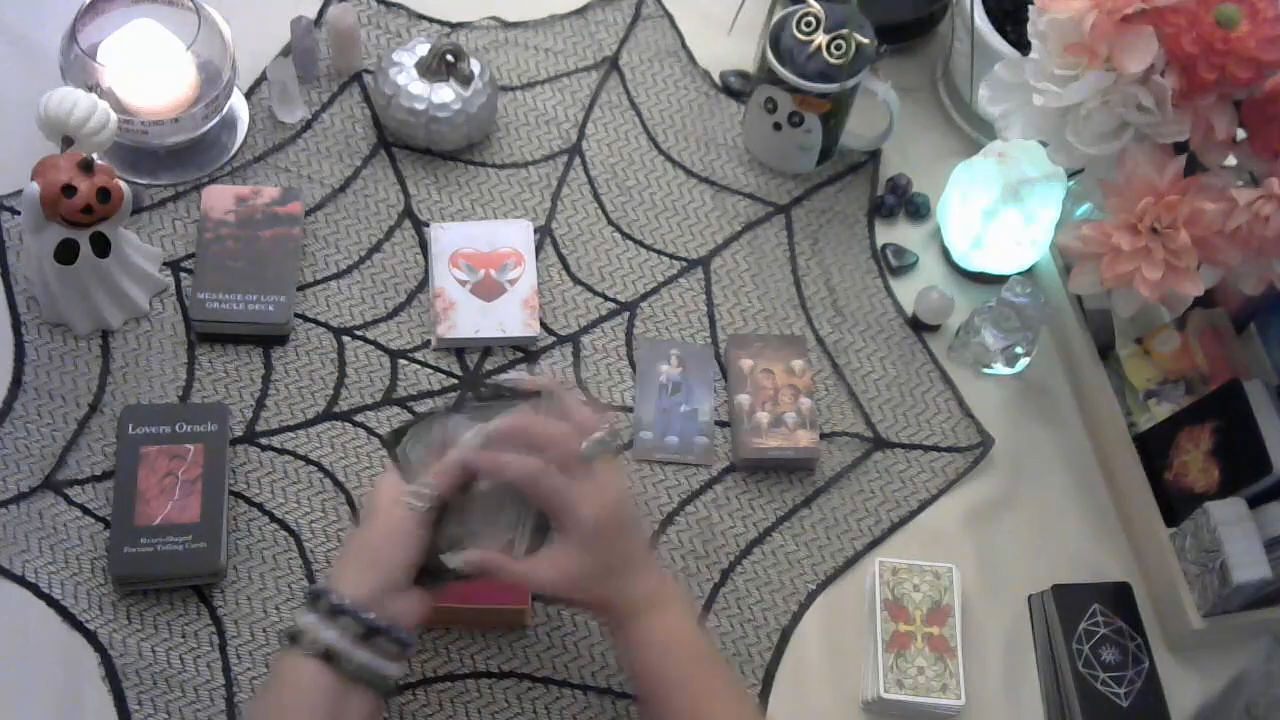 MESSAGE OF LOVE
ORACLE DECK
Lovers Oracle
Heart-Shaped
Fortune Telling Cards